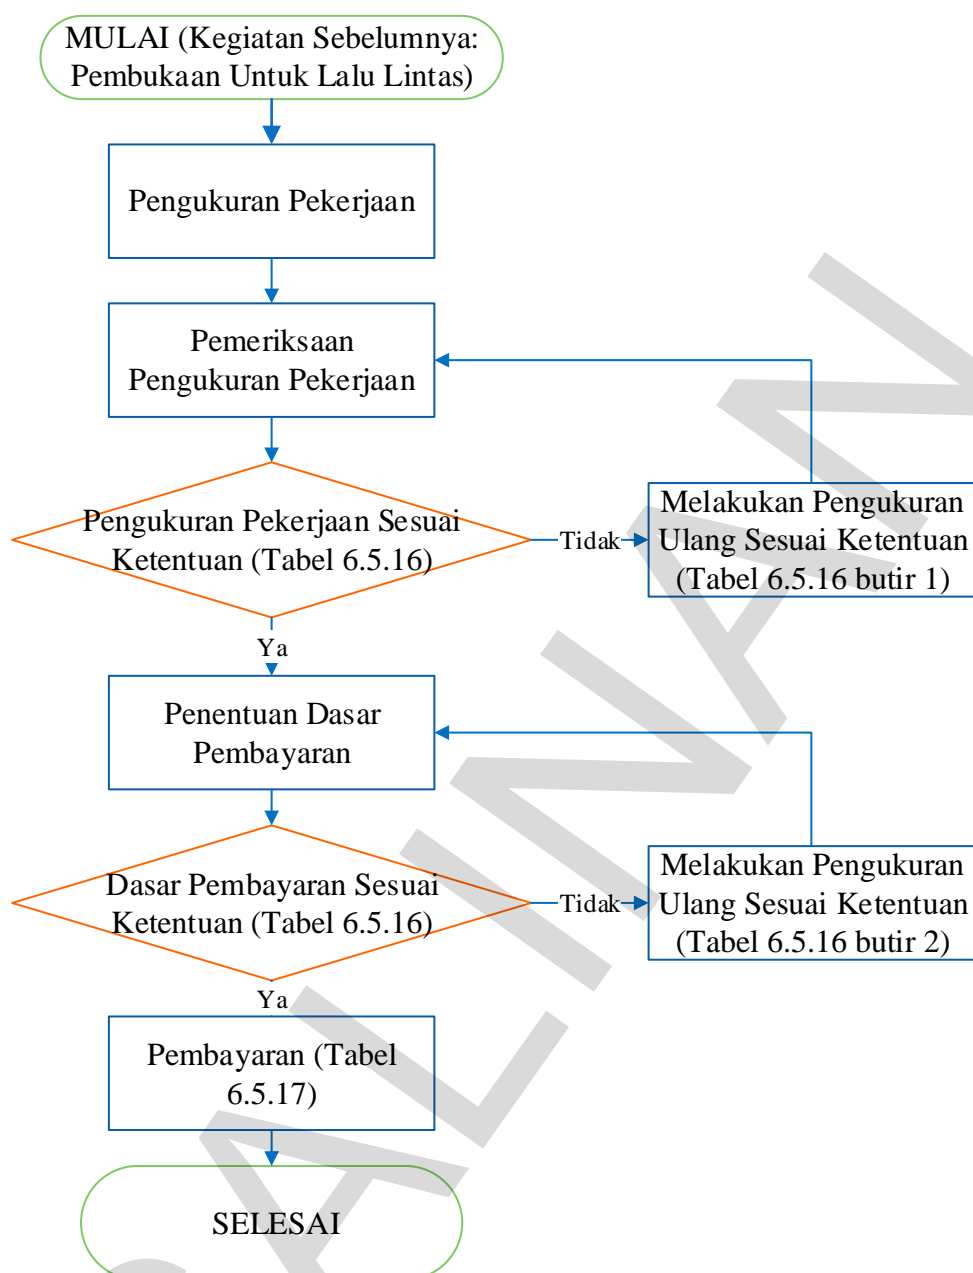 MULAI (Kegiatan Sebelumnya:
Pembukaan Untuk Lalu Lintas)
Pengukuran Pekerjaan
Pemeriksaan
Pengukuran Pekerjaan
Pengukuran Pekerjaan Sesuai
Ketentuan (Tabel 6.5.16)
Tidak
Melakukan Pengukuran
Ulang Sesuai Ketentuan
(Tabel 6.5.16 butir 1)
Ya
Penentuan Dasar
Pembayaran
Dasar Pembayaran Sesuai
Ketentuan (Tabel 6.5.16)
Tidak
Melakukan Pengukuran
Ulang Sesuai Ketentuan
(Tabel 6.5.16 butir 2)
Ya
Pembayaran (Tabel
6.5.17)
SELESAI
SALINAN